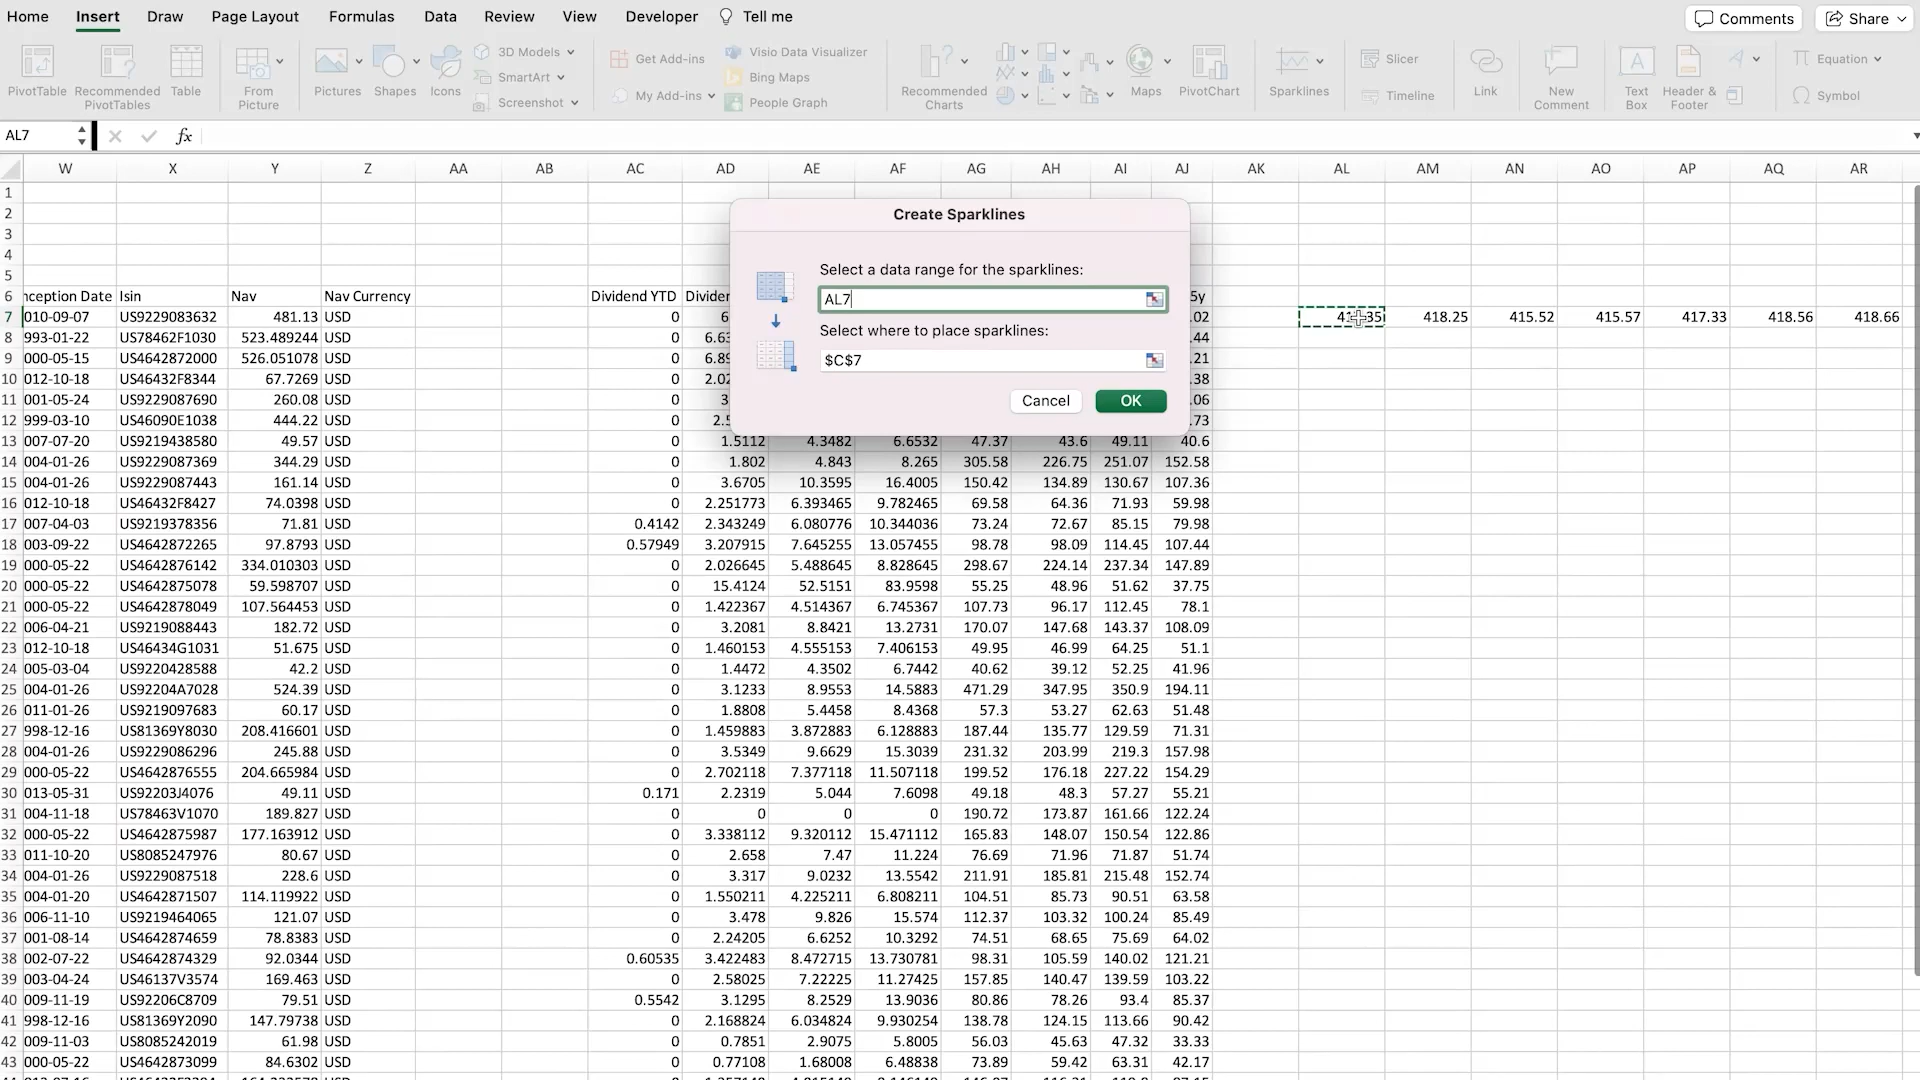 Home Insert Draw Page Layout Formulas Data Review View Developer Tell me Comments Share
3D Models Get Add-ins Visio Data Visualizer Slicer Equation
SmartArt Bing Maps
PivotTable Recommended PivotTables Table From Picture Pictures Shapes Icons Screenshot My Add-ins People Graph Recommended Charts Maps PivotChart Sparklines Timeline Link New Comment Text Box Header & Footer Symbol
AL7 fx
W X Y Z AA AB AC AD AE AF AG AH AI AJ AK AL AM AN AO AP AQ AR
1
2
3
4
5
Create Sparklines
Select a data range for the sparklines:
AL7
Select where to place sparklines:
$C$7
Cancel OK
6 nception Date Isin Nav Nav Currency Dividend YTD Divider 5y
7 010-09-07 US9229083632 481.13 USD 0 6 .02 418.25 415.52 415.57 417.33 418.56 418.66
8 993-01-22 US78462F1030 523.489244 USD 0 6.63 .44
9 000-05-15 US4642872000 526.051078 USD 0 6.89 .21
10 012-10-18 US46432F8344 67.7269 USD 0 2.02 .38
11 001-05-24 US9229087690 260.08 USD 0 3 .06
12 999-03-10 US46090E1038 444.22 USD 0 2.5 .73
13 007-07-20 US9219438580 49.57 USD 0 1.5112 4.3482 6.6532 47.37 43.6 49.11 40.6
14 004-01-26 US9229087369 344.29 USD 0 1.802 4.843 8.265 305.58 226.75 251.07 152.58
15 004-01-26 US9229087443 161.14 USD 0 3.6705 10.3595 16.4005 150.42 134.89 130.67 107.36
16 012-10-18 US46432F8427 74.0398 USD 0 2.251773 6.393465 9.782465 69.58 64.36 71.93 59.98
17 007-04-03 US9219378356 71.81 USD 0.4142 2.343249 6.080776 10.344036 73.24 72.67 85.15 79.98
18 003-09-22 US4642872265 97.8793 USD 0.57949 3.207915 7.645255 13.057455 98.78 98.09 114.45 107.44
19 000-05-22 US4642876142 334.010303 USD 0 2.026645 5.488645 8.828645 298.67 224.14 237.34 147.89
20 000-05-22 US4642875078 59.598707 USD 0 15.4124 52.5151 83.9598 55.25 48.96 51.62 37.75
21 000-05-22 US4642878049 107.564453 USD 0 1.422367 4.514367 6.745367 107.73 96.17 112.45 78.1
22 006-04-21 US9219088443 182.72 USD 0 3.2081 8.8421 13.2731 170.07 147.68 143.37 108.09
23 012-10-18 US46434G1031 51.675 USD 0 1.460153 4.555153 7.406153 49.95 46.99 64.25 51.1
24 005-03-04 US9220428588 42.2 USD 0 1.4472 4.3502 6.7442 40.62 39.12 52.25 41.96
25 004-01-26 US92204A7028 524.39 USD 0 3.1233 8.9553 14.5883 471.29 347.95 350.9 194.11
26 011-01-26 US9219097683 60.17 USD 0 1.8808 5.4458 8.4368 57.3 53.27 62.63 51.48
27 998-12-16 US81369Y8030 208.416601 USD 0 1.459883 3.872883 6.128883 187.44 135.77 129.59 71.31
28 004-01-26 US9229086296 245.88 USD 0 3.5349 9.6629 15.3039 231.32 203.99 219.3 157.98
29 000-05-22 US4642876555 204.665984 USD 0 2.702118 7.377118 11.507118 199.52 176.18 227.22 154.29
30 013-05-31 US92203J4076 49.11 USD 0.171 2.2319 5.044 7.6098 49.18 48.3 57.27 55.21
31 004-11-18 US78463V1070 189.827 USD 0 0 0 0 190.72 173.87 161.66 122.24
32 000-05-22 US4642875987 177.163912 USD 0 3.338112 9.320112 15.471112 165.83 148.07 150.54 122.86
33 011-10-20 US8085247976 80.67 USD 0 2.658 7.47 11.224 76.69 71.96 71.87 51.74
34 004-01-26 US9229087518 228.6 USD 0 3.317 9.0232 13.5542 211.91 185.81 215.48 152.74
35 004-01-20 US4642871507 114.119922 USD 0 1.550211 4.225211 6.808211 104.51 85.73 90.51 63.58
36 006-11-10 US9219464065 121.07 USD 0 3.478 9.826 15.574 112.37 103.32 100.24 85.49
37 001-08-14 US4642874659 78.8383 USD 0 2.24205 6.6252 10.3292 74.51 68.65 75.69 64.02
38 002-07-22 US4642874329 92.0344 USD 0.60535 3.422483 8.472715 13.730781 98.31 105.59 140.02 121.21
39 003-04-24 US46137V3574 169.463 USD 0 2.58025 7.22225 11.27425 157.85 140.47 139.59 103.22
40 009-11-19 US92206C8709 79.51 USD 0.5542 3.1295 8.2529 13.9036 80.86 78.26 93.4 85.37
41 998-12-16 US81369Y2090 147.79738 USD 0 2.168824 6.034824 9.930254 138.78 124.15 113.66 90.42
42 009-11-03 US8085242019 61.98 USD 0 0.7851 2.9075 5.8005 56.03 45.63 47.32 33.33
43 000-05-22 US4642873099 84.6302 USD 0 0.77108 1.68008 6.48838 73.89 59.42 63.31 42.17